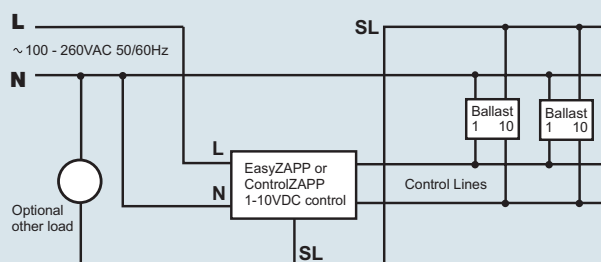 L
~ 100 - 260VAC 50/60Hz
N
SL
Ballast
1 10
Ballast
1 10
L
N
EasyZAPP or
ControlZAPP
1-10VDC control
Control Lines
Optional
other load
SL